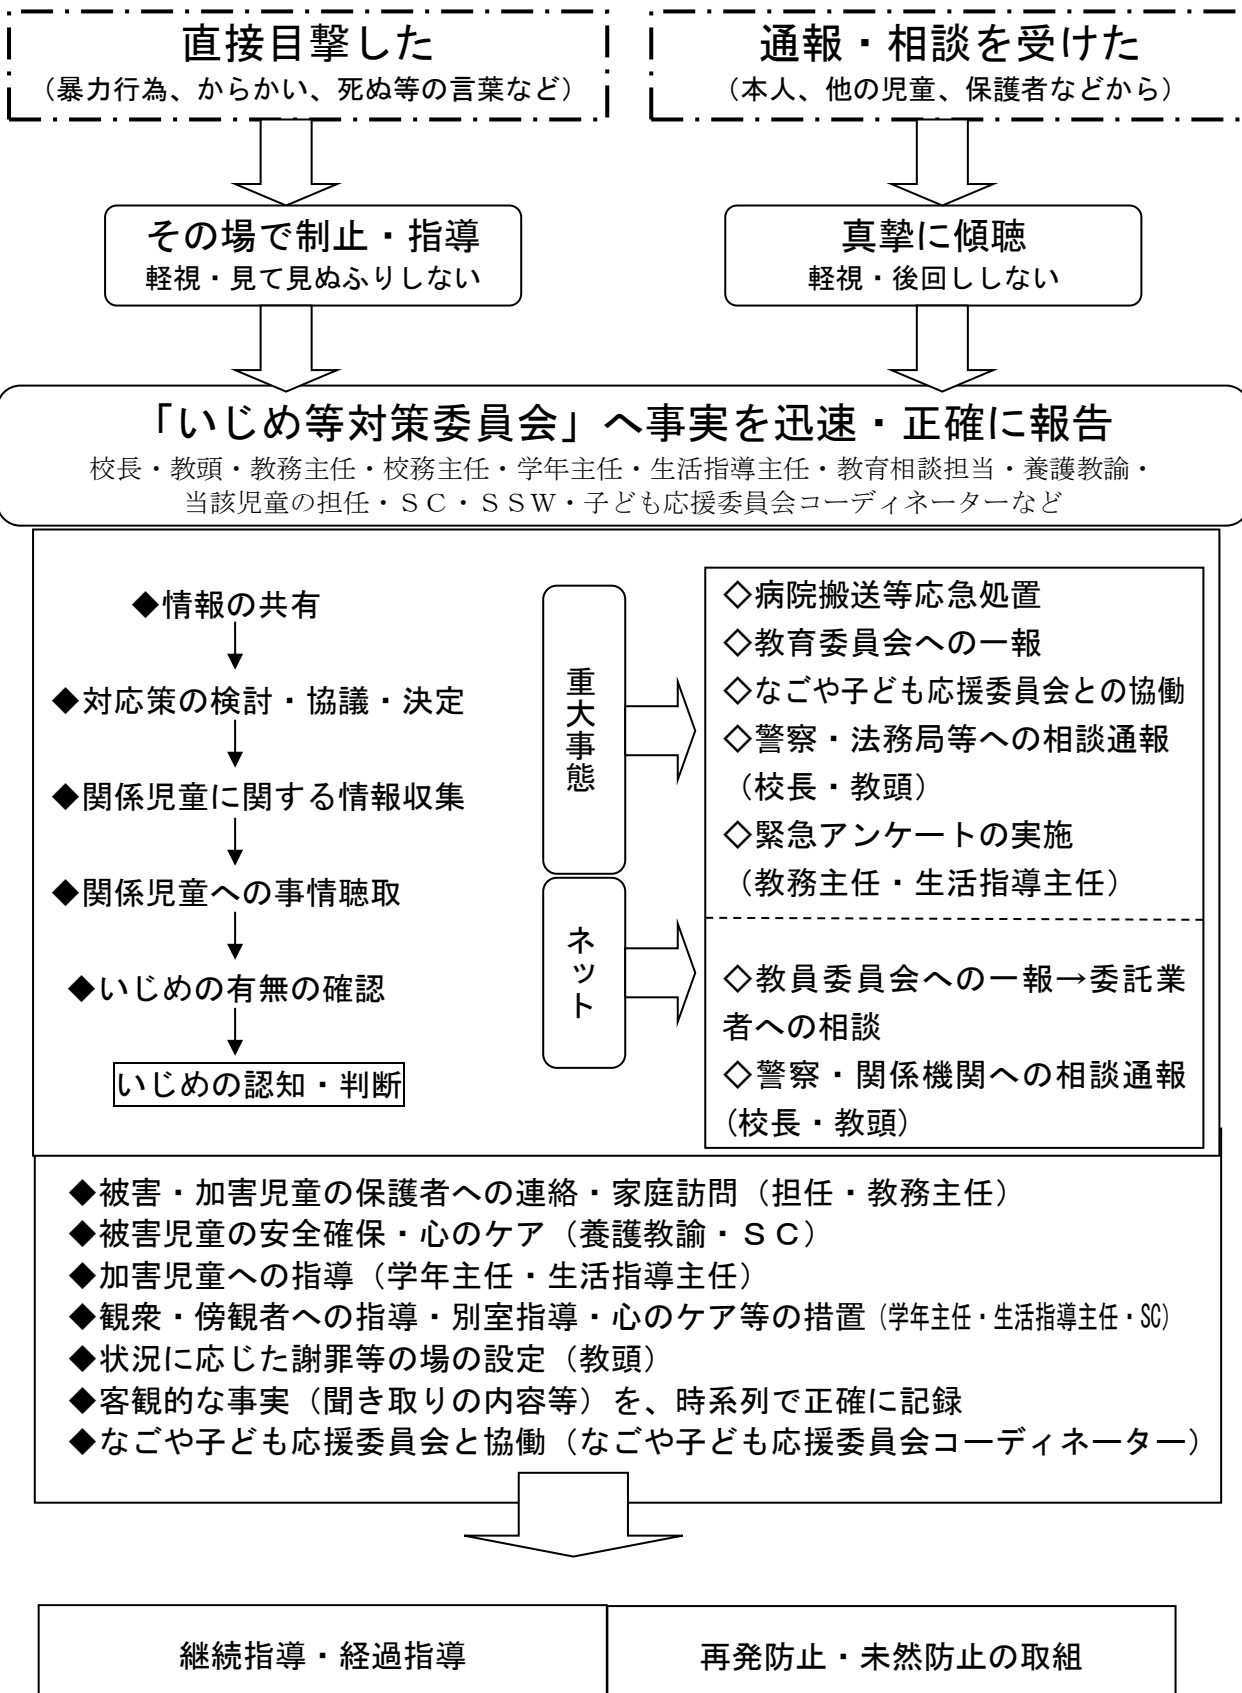 直接目撃した
（暴力行為、からかい、死ぬ等の言葉など）
通報・相談を受けた
（本人、他の児童、保護者などから）
その場で制止・指導
軽視・見て見ぬふりしない
真摯に傾聴
軽視・後回ししない
「いじめ等対策委員会」へ事実を迅速・正確に報告
校長・教頭・教務主任・校務主任・学年主任・生活指導主任・教育相談担当・養護教諭・
当該児童の担任・ＳＣ・ＳＳＷ・子ども応援委員会コーディネーターなど
◆情報の共有
◆対応策の検討・協議・決定
◆関係児童に関する情報収集
◆関係児童への事情聴取
◆いじめの有無の確認
いじめの認知・判断
重大事態
◇病院搬送等応急処置
◇教育委員会への一報
◇なごや子ども応援委員会との協働
◇警察・法務局等への相談通報
（校長・教頭）
◇緊急アンケートの実施
（教務主任・生活指導主任）
ネット
◇教員委員会への一報→委託業
者への相談
◇警察・関係機関への相談通報
（校長・教頭）
◆被害・加害児童の保護者への連絡・家庭訪問（担任・教務主任）
◆被害児童の安全確保・心のケア（養護教諭・ＳＣ）
◆加害児童への指導（学年主任・生活指導主任）
◆観衆・傍観者への指導・別室指導・心のケア等の措置（学年主任・生活指導主任・SC）
◆状況に応じた謝罪等の場の設定（教頭）
◆客観的な事実（聞き取りの内容等）を、時系列で正確に記録
◆なごや子ども応援委員会と協働（なごや子ども応援委員会コーディネーター）
継続指導・経過指導
再発防止・未然防止の取組